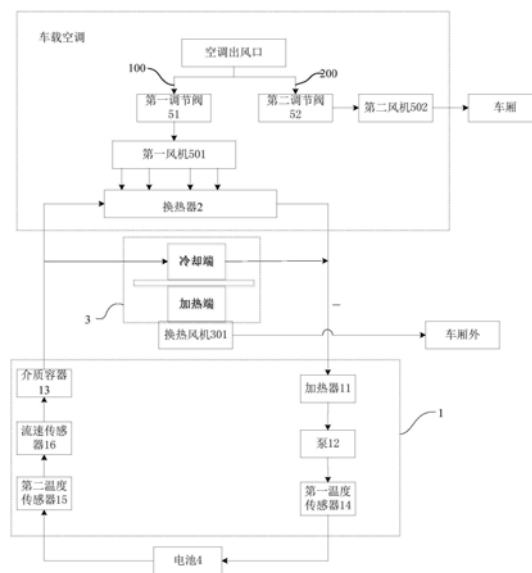 车载空调
空调出风口
100
200
第一调节阀
51
第二调节阀
52
第二风机502
车厢
第一风机501
换热器2
冷却端
加热端
3
换热风机301
车厢外
介质容器
13
加热器11
1
流速传感
器16
泵12
第二温度
传感器15
第一温度
传感器14
电池4